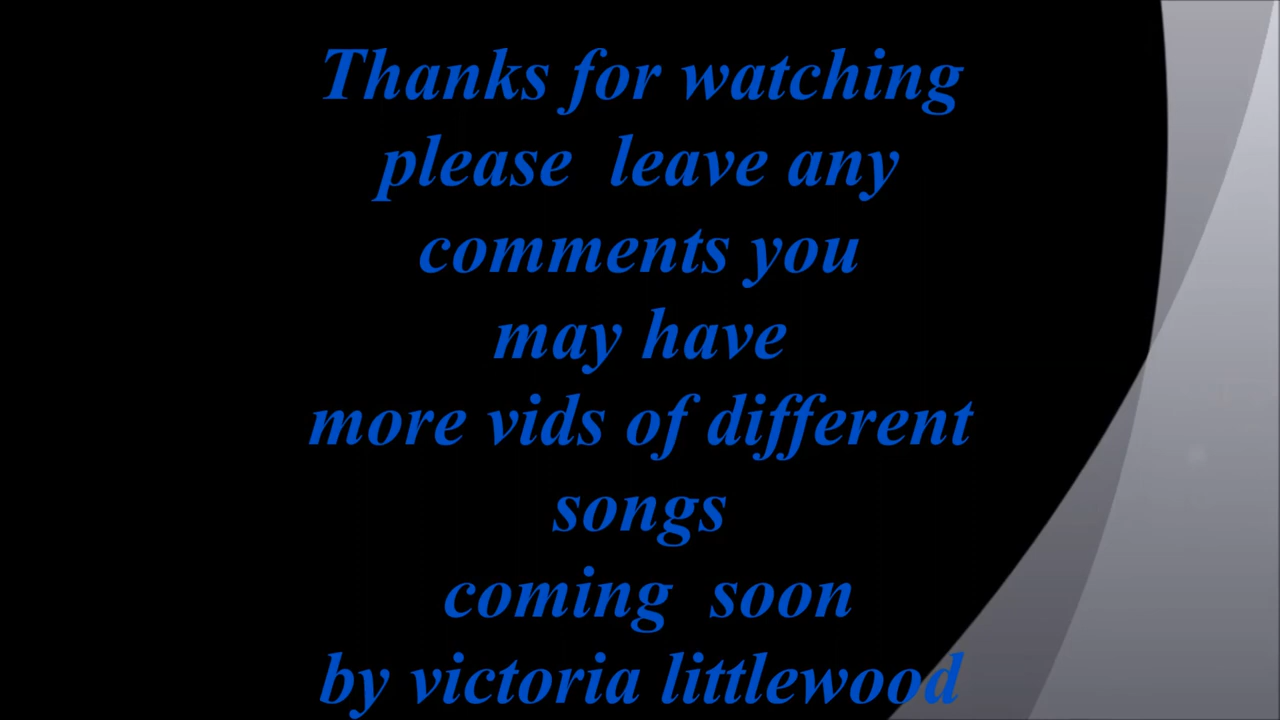 Thanks for watching
please  leave any
comments you
may have
more vids of different
songs
coming  soon
by victoria littlewood